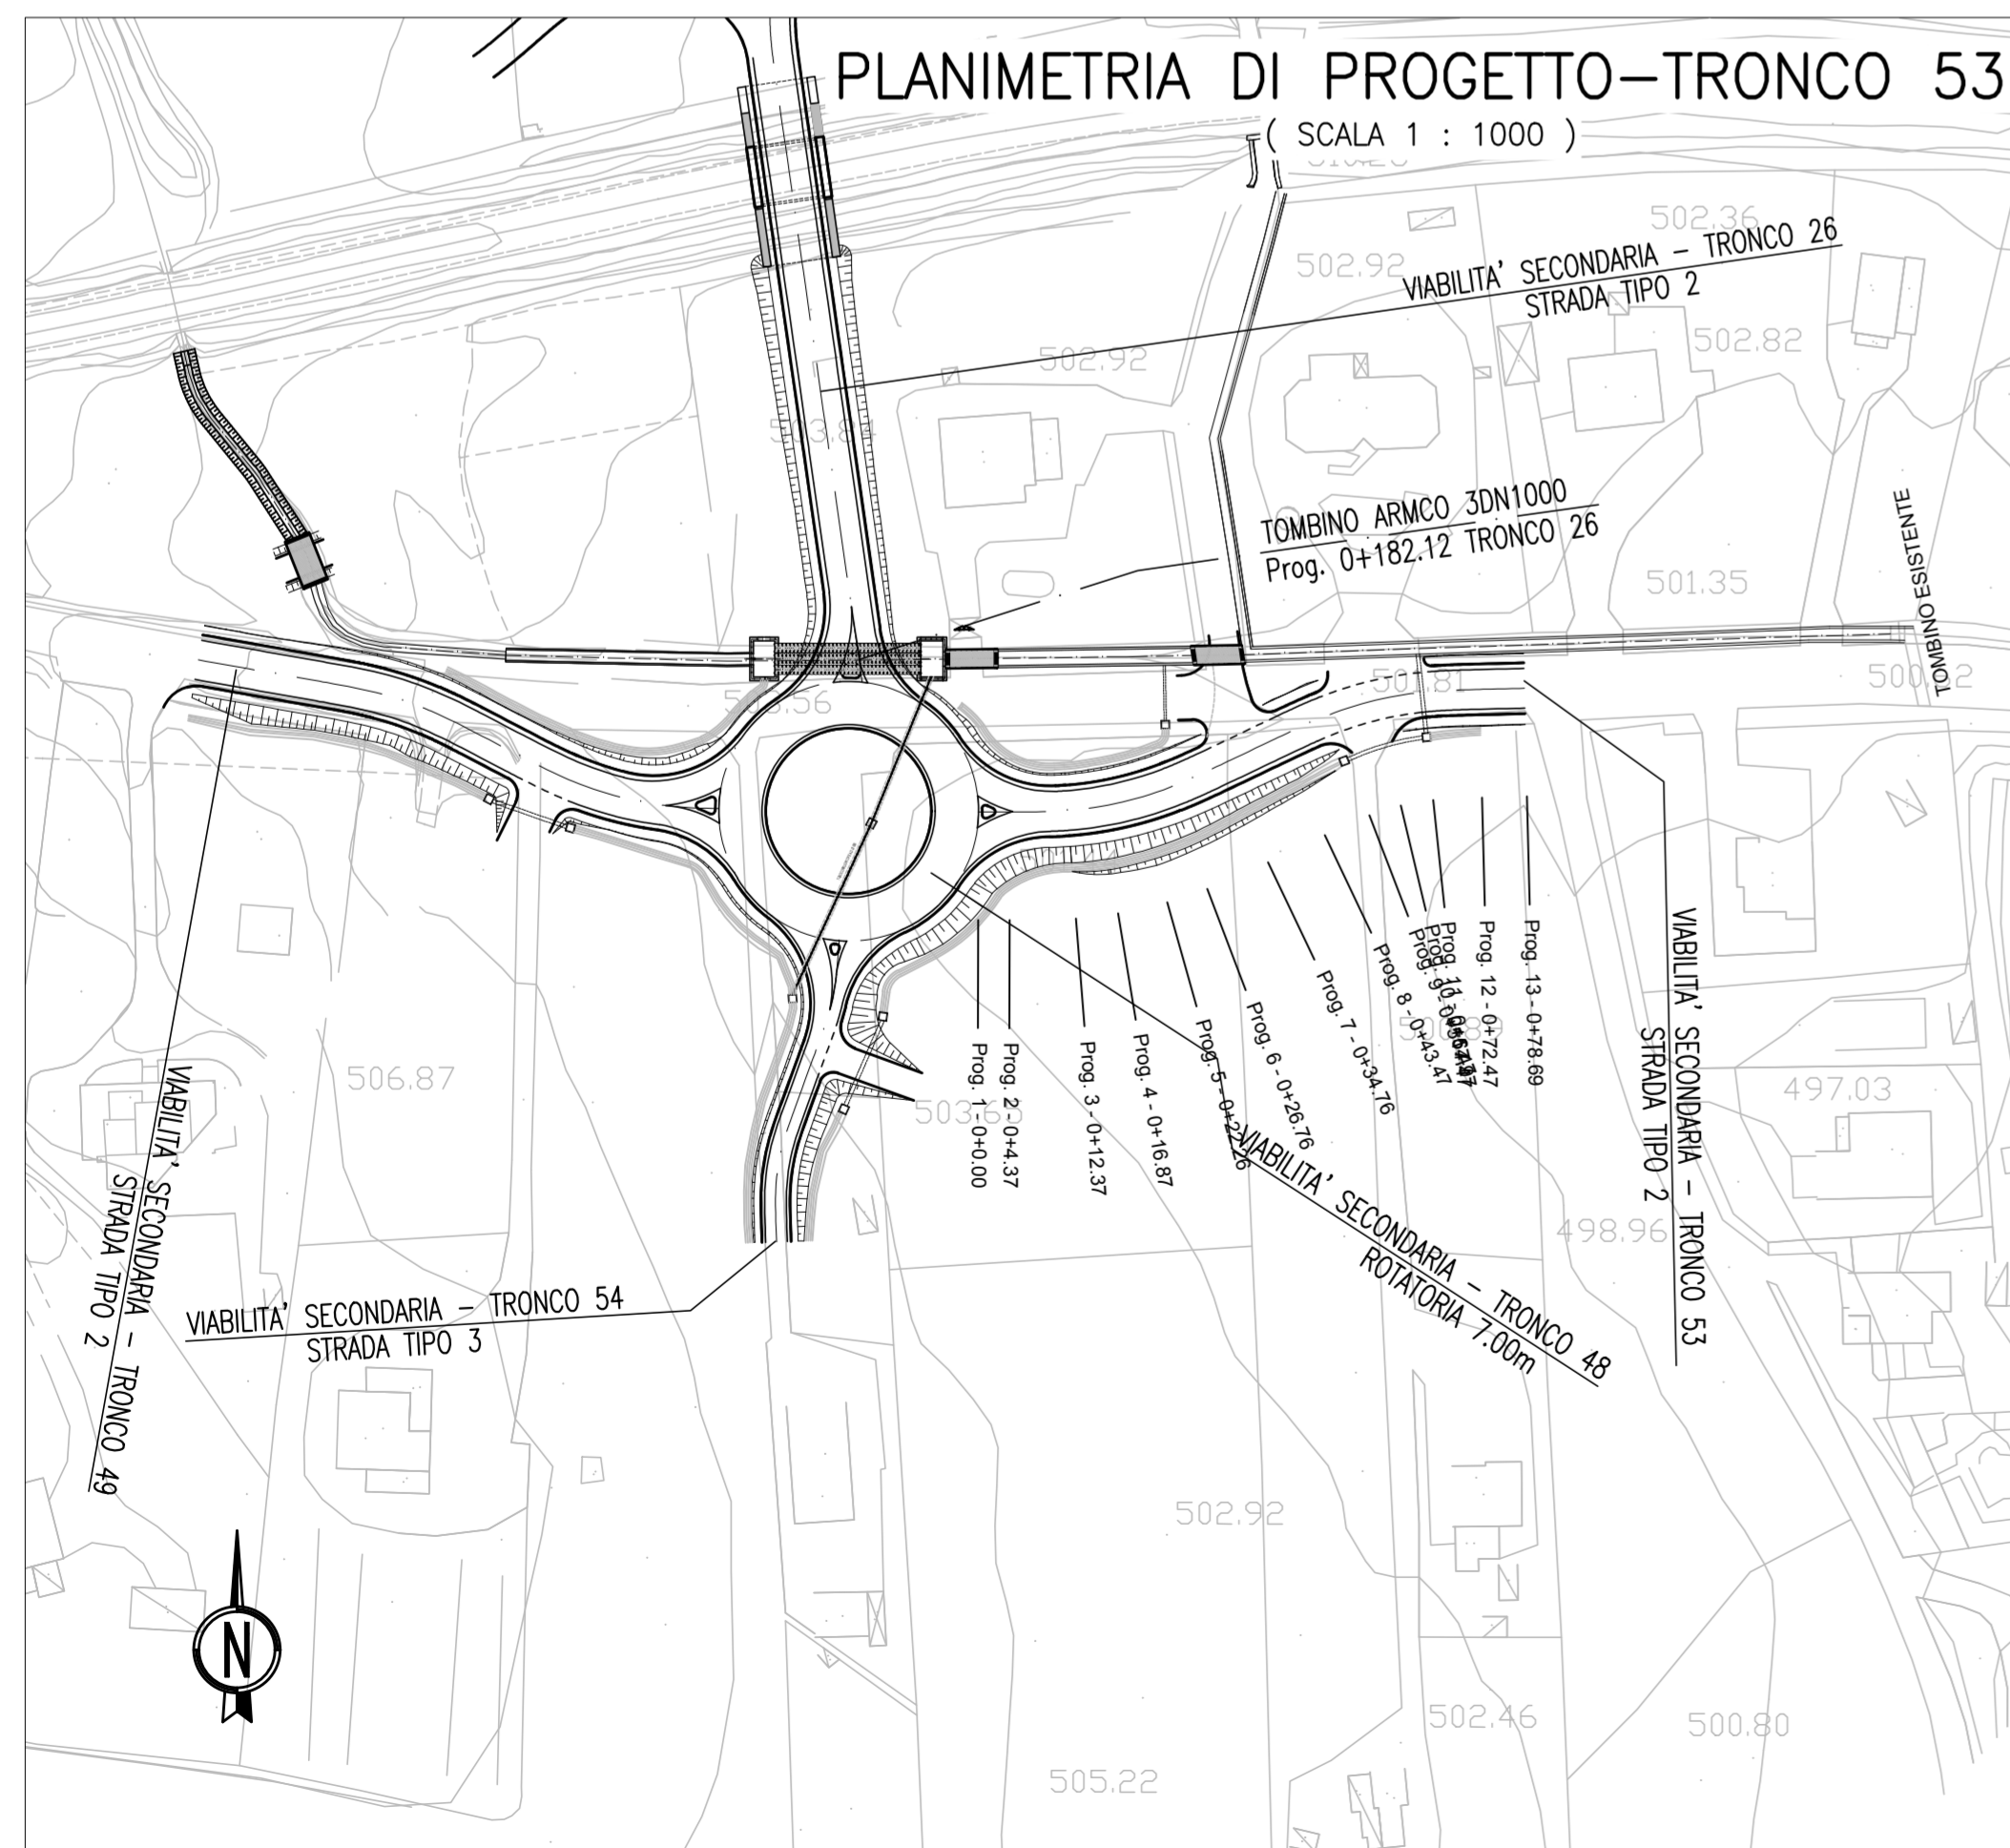 PLANIMETRIA DI PROGETTO-TRONCO 53
( SCALA 1 : 1000 )
502.36
VIABILITA' SECONDARIA - TRONCO 26
STRADA TIPO 2
502.92
502.82
502.92
TOMBINO ARMCO 3DN1000
Prog. 0+182.12 TRONCO 26
501.35
TOMBINO ESISTENTE
Prog. 1 - 0+0.00
Prog. 2 - 0+4.37
Prog. 3 - 0+12.37
Prog. 4 - 0+16.87
Prog. 5 - 0+22.26
Prog. 6 - 0+26.76
Prog. 7 - 0+34.76
Prog. 8 - 0+43.47
Prog. 12 - 0+72.47
Prog. 13 - 0+78.69
VIABILITA' SECONDARIA - TRONCO 53
STRADA TIPO 2
506.87
497.03
498.96
VIABILITA' SECONDARIA - TRONCO 48
ROTATORIA 7.00m
VIABILITA' SECONDARIA - TRONCO 49
STRADA TIPO 2
VIABILITA' SECONDARIA - TRONCO 54
STRADA TIPO 3
502.92
N
502.46
500.80
505.22